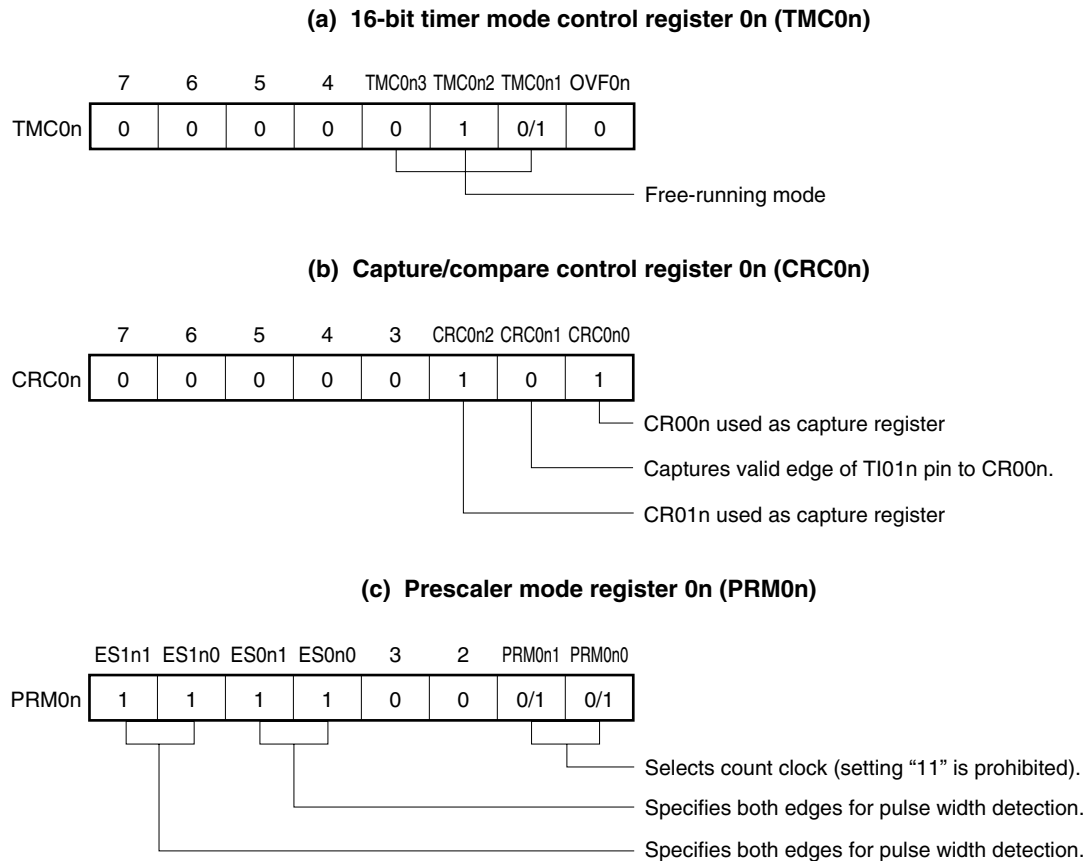 (a) 16-bit timer mode control register 0n (TMC0n)
7 6 5 4 TMC0n3 TMC0n2 TMC0n1 OVF0n
TMC0n 0 0 0 0 0 1 0/1 0
Free-running mode
(b) Capture/compare control register 0n (CRC0n)
7 6 5 4 3 CRC0n2 CRC0n1 CRC0n0
CRC0n 0 0 0 0 0 1 0 1
CR00n used as capture register
Captures valid edge of TI01n pin to CR00n.
CR01n used as capture register
(c) Prescaler mode register 0n (PRM0n)
ES1n1 ES1n0 ES0n1 ES0n0 3 2 PRM0n1 PRM0n0
PRM0n 1 1 1 1 0 0 0/1 0/1
Selects count clock (setting “11” is prohibited).
Specifies both edges for pulse width detection.
Specifies both edges for pulse width detection.